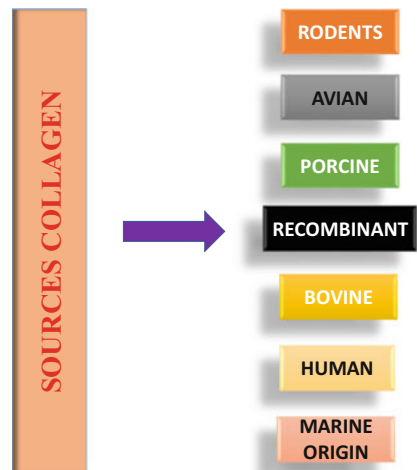 SOURCES COLLAGEN
RODENTS
AVIAN
PORCINE
RECOMBINANT
BOVINE
HUMAN
MARINE
ORIGIN